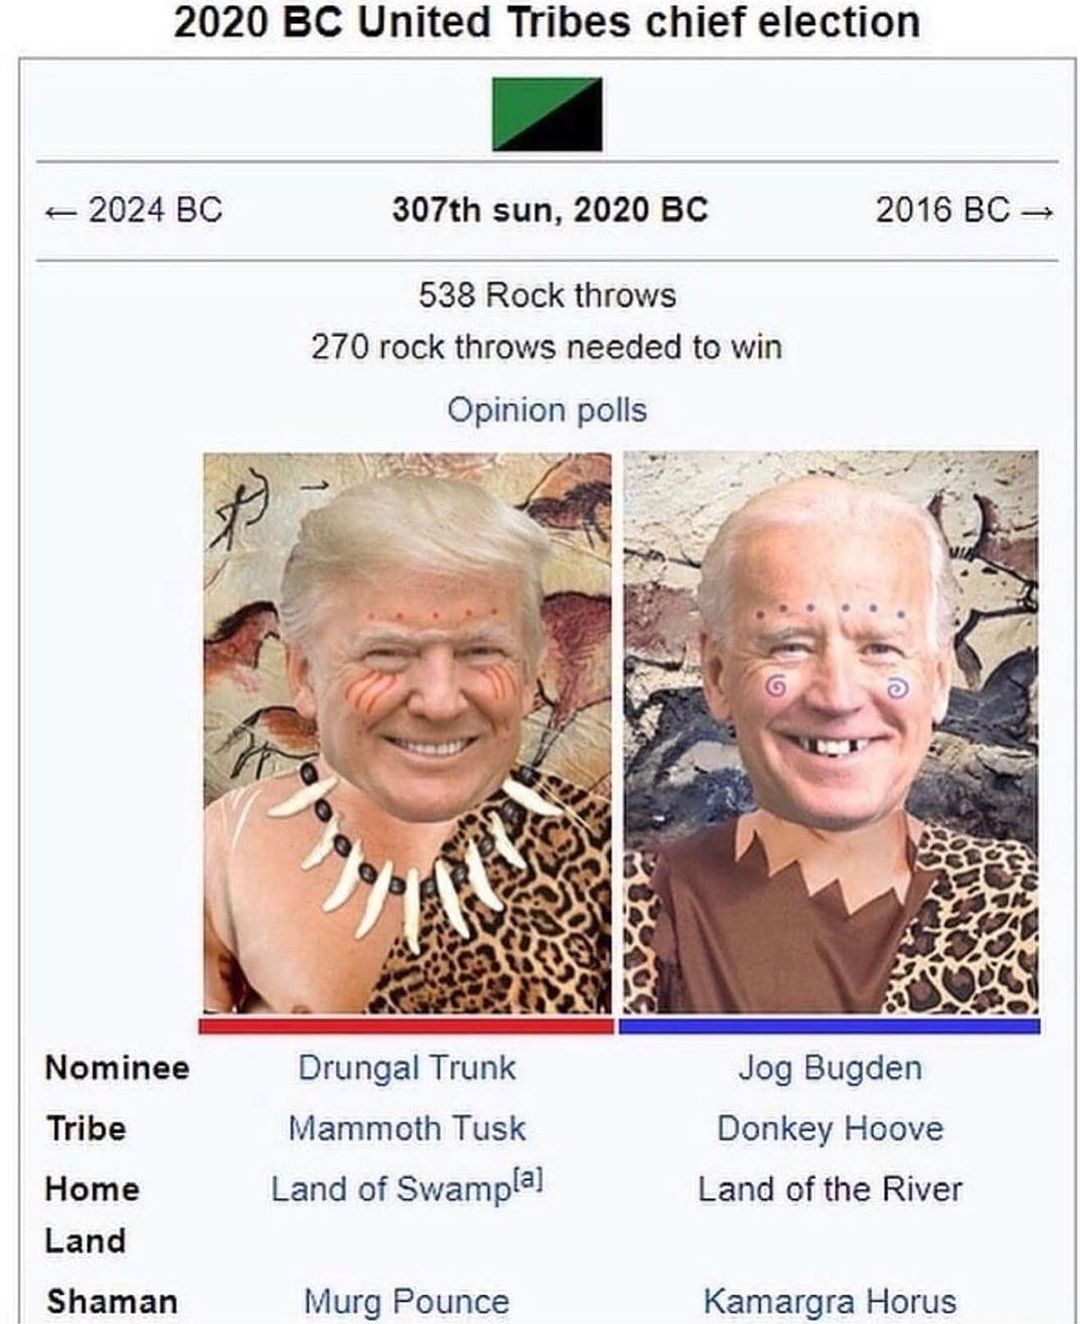 2020 BC United Tribes chief election
← 2024 BC 307th sun, 2020 BC 2016 BC →
538 Rock throws
270 rock throws needed to win
Opinion polls
Nominee Drungal Trunk Jog Bugden
Tribe Mammoth Tusk Donkey Hoove
Home Land Land of Swamp[a] Land of the River
Shaman Murg Pounce Kamargra Horus